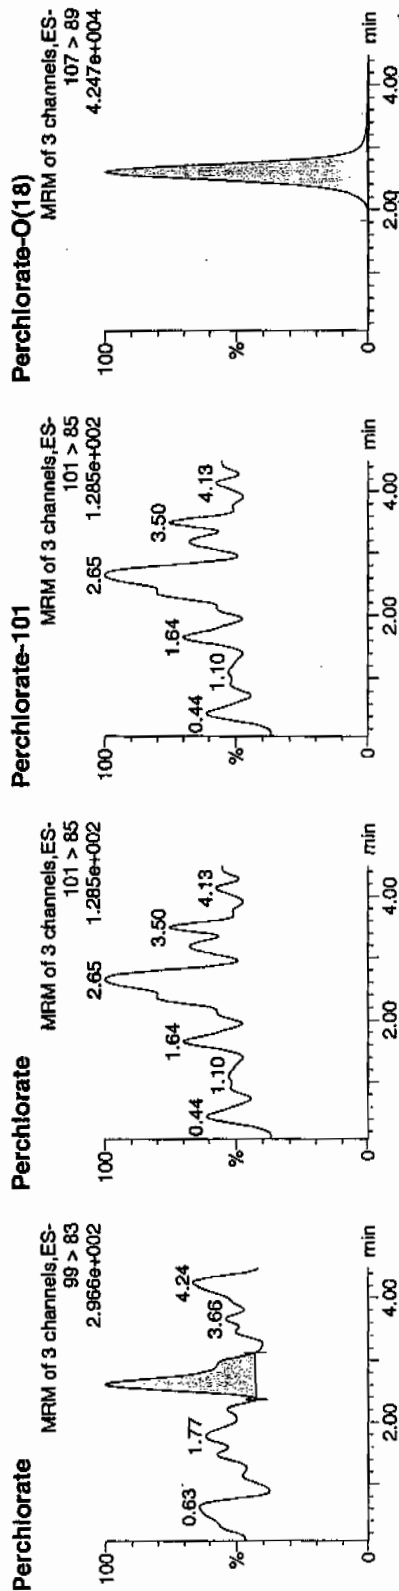 Perchlorate
MRM of 3 channels,ES-
99 > 83
2.966e+002
100
%
0
0.63
1.77
3.66
4.24
2.00
4.00
min
Perchlorate
MRM of 3 channels,ES-
101 > 85
1.285e+002
100
%
0
0.44
1.10
1.64
2.65
3.50
4.13
2.00
4.00
min
Perchlorate-101
MRM of 3 channels,ES-
101 > 85
1.285e+002
100
%
0
0.44
1.10
1.64
2.65
3.50
4.13
2.00
4.00
min
Perchlorate-O(18)
MRM of 3 channels,ES-
107 > 89
4.247e+004
100
%
0
2.00
4.00
min